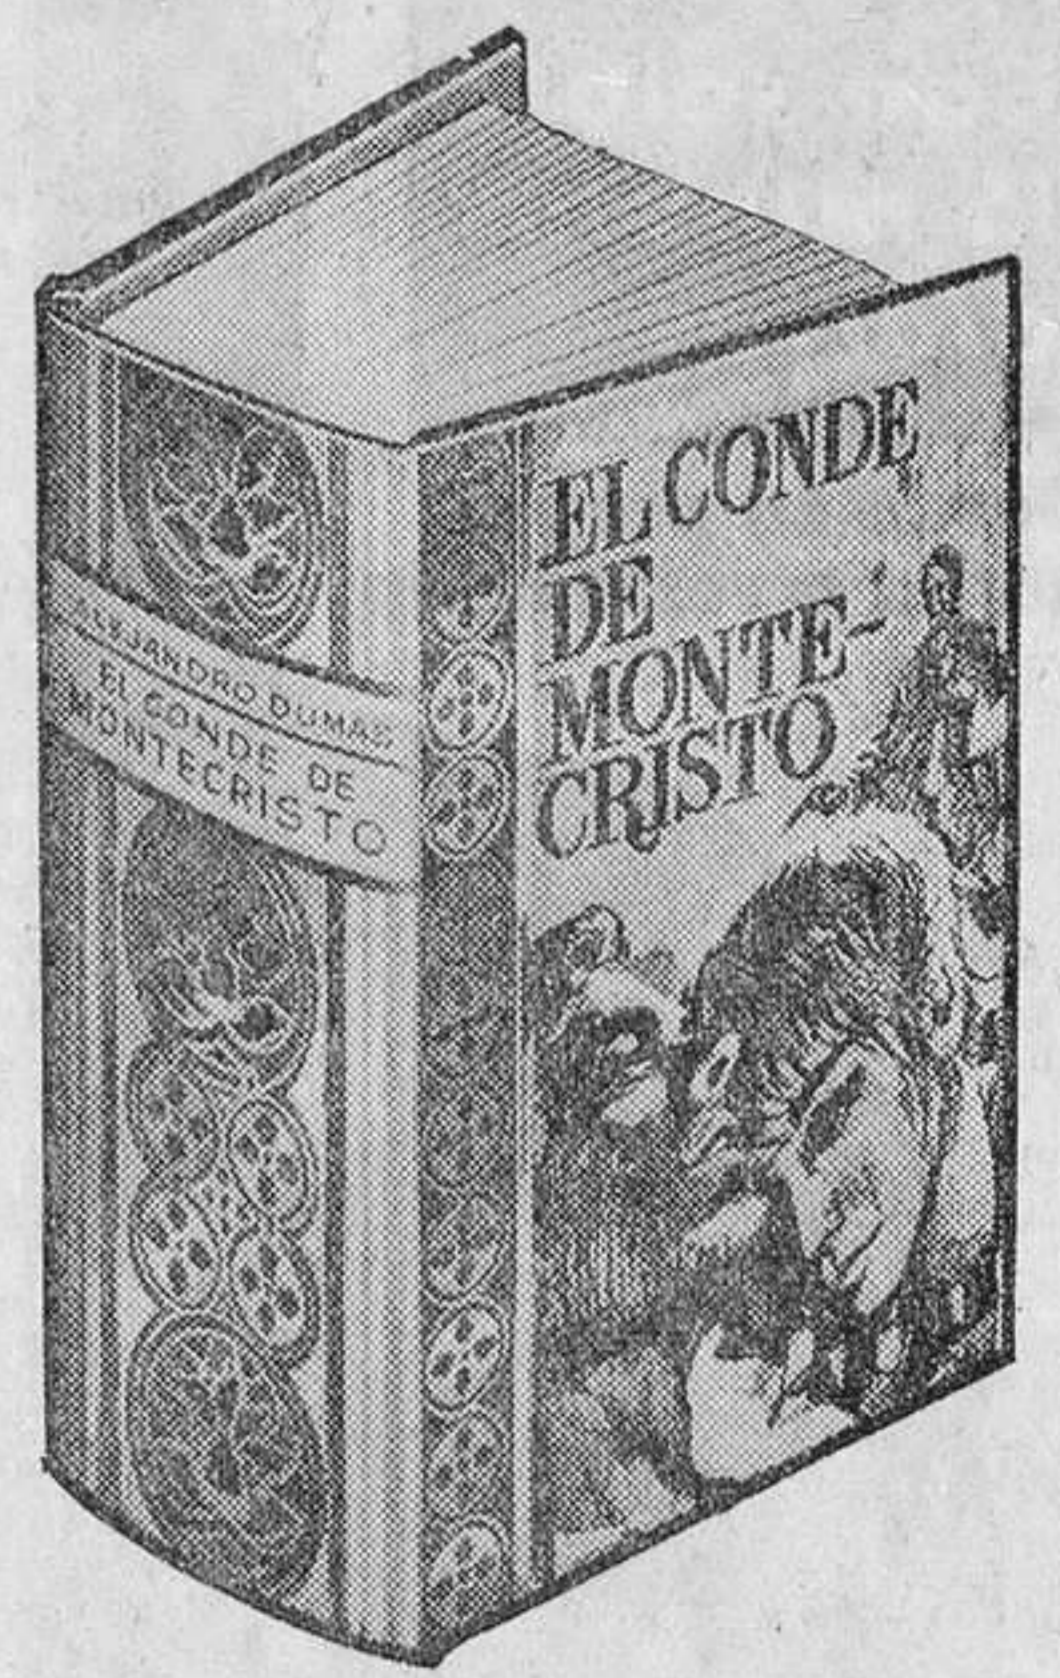 ALEJANDRO DUMAS
EL CONDE DE
MONTECRISTO
EL CONDE
DE
MONTE-
CRISTO